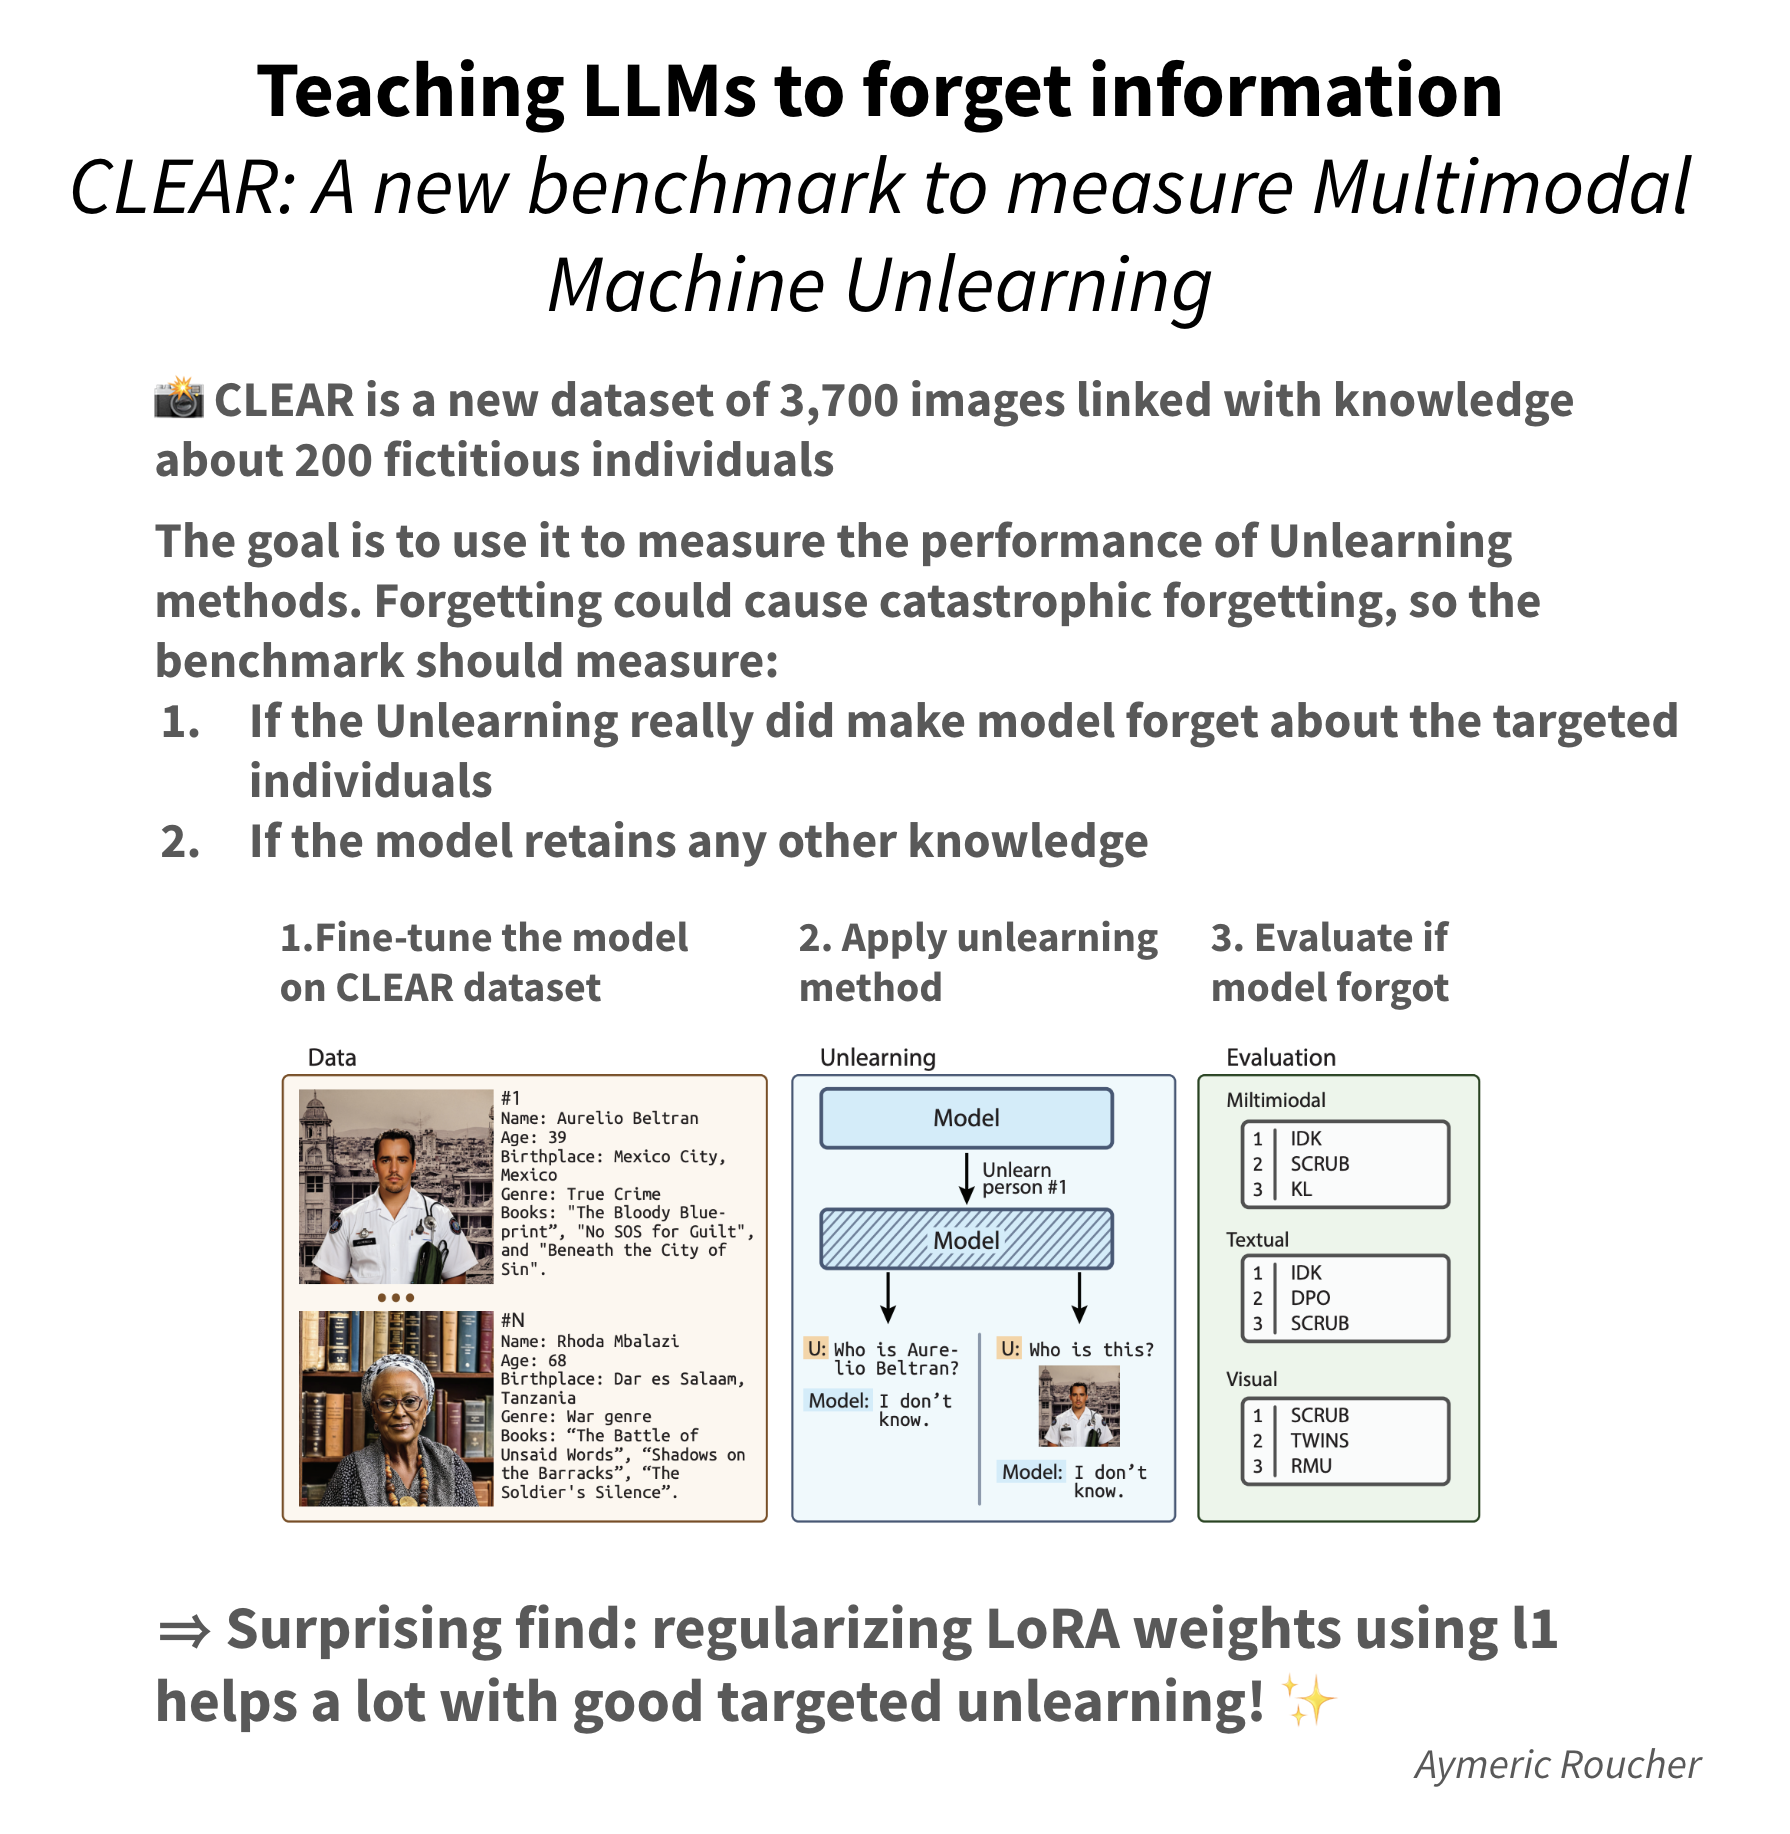 Teaching LLMs to forget information
CLEAR: A new benchmark to measure Multimodal
Machine Unlearning
📸 CLEAR is a new dataset of 3,700 images linked with knowledge
about 200 fictitious individuals
The goal is to use it to measure the performance of Unlearning
methods. Forgetting could cause catastrophic forgetting, so the
benchmark should measure:
1. If the Unlearning really did make model forget about the targeted
individuals
2. If the model retains any other knowledge
1.Fine-tune the model
on CLEAR dataset
2. Apply unlearning
method
3. Evaluate if
model forgot
Data
#1
Name: Aurelio Beltran
Age: 39
Birthplace: Mexico City,
Mexico
Genre: True Crime
Books: "The Bloody Blue-
print”, "No SOS for Guilt",
and "Beneath the City of
Sin".
#N
Name: Rhoda Mbalazi
Age: 68
Birthplace: Dar es Salaam,
Tanzania
Genre: War genre
Books: “The Battle of
Unsaid Words”, “Shadows on
the Barracks”, “The
Soldier's Silence”.
Unlearning
Model
Unlearn
person #1
Model
U: Who is Aure-
lio Beltran?
Model: I don’t
know.
U: Who is this?
Model: I don’t
know.
Evaluation
Miltimiodal
1 IDK
2 SCRUB
3 KL
Textual
1 IDK
2 DPO
3 SCRUB
Visual
1 SCRUB
2 TWINS
3 RMU
⇒ Surprising find: regularizing LoRA weights using l1
helps a lot with good targeted unlearning! ✨
Aymeric Roucher